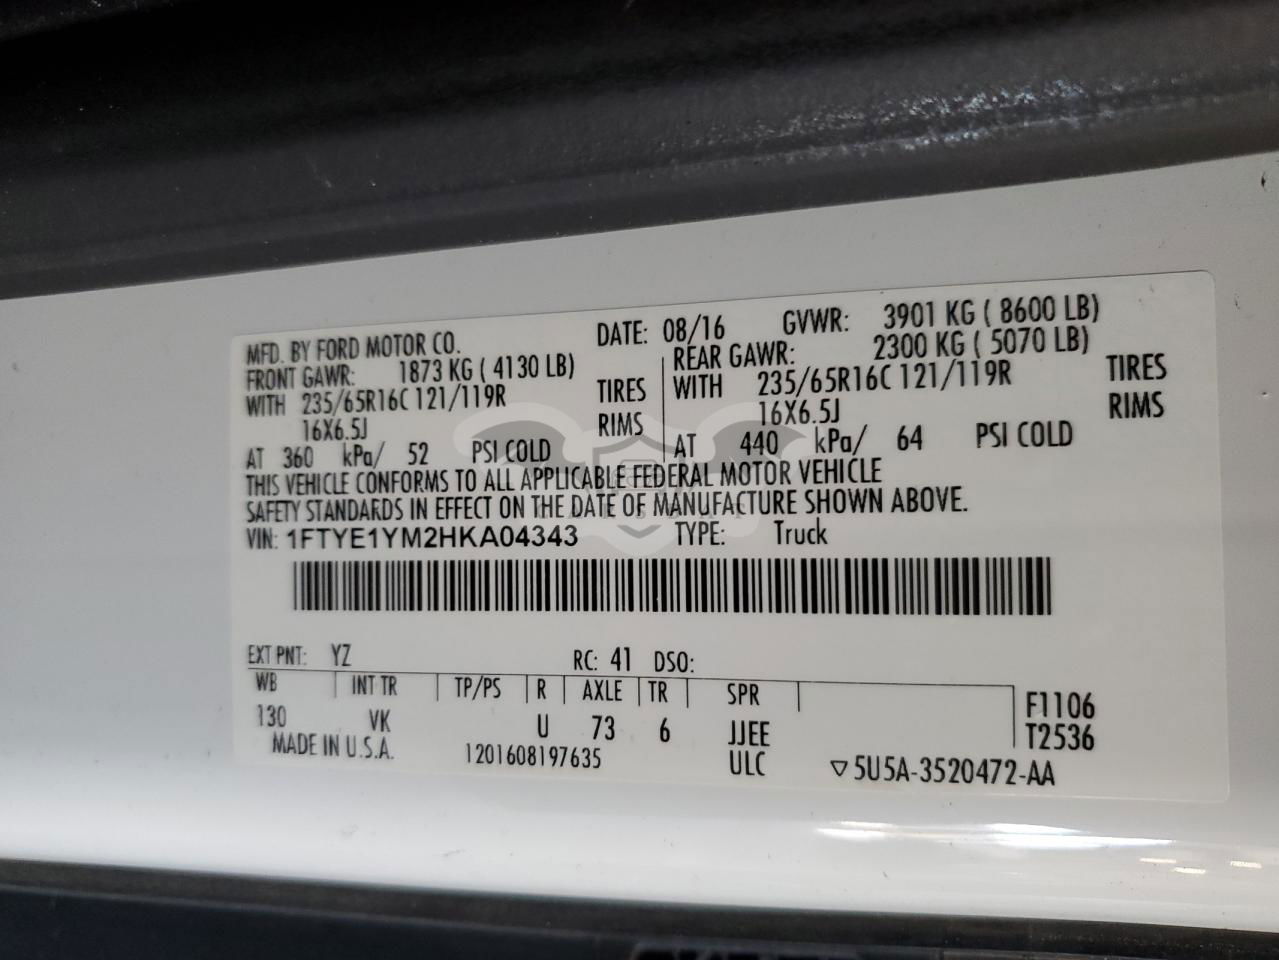 MFD. BY FORD MOTOR CO. DATE: 08/16 GVWR: 3901 KG ( 8600 LB)
FRONT GAWR: 1873 KG ( 4130 LB) REAR GAWR: 2300 KG ( 5070 LB)
WITH 235/65R16C 121/119R TIRES WITH 235/65R16C 121/119R TIRES
16X6.5J RIMS 16X6.5J RIMS
AT 360 kPa/ 52 PSI COLD AT 440 kPa/ 64 PSI COLD
THIS VEHICLE CONFORMS TO ALL APPLICABLE FEDERAL MOTOR VEHICLE
SAFETY STANDARDS IN EFFECT ON THE DATE OF MANUFACTURE SHOWN ABOVE.
VIN: 1FTYE1YM2HKA04343 TYPE: Truck
EXT PNT: YZ RC: 41 DSO:
WB INT TR TP/PS R AXLE TR SPR F1106
130 VK U 73 6 JJEE T2536
MADE IN U.S.A. 1201608197635 ULC ▽5U5A-3520472-AA